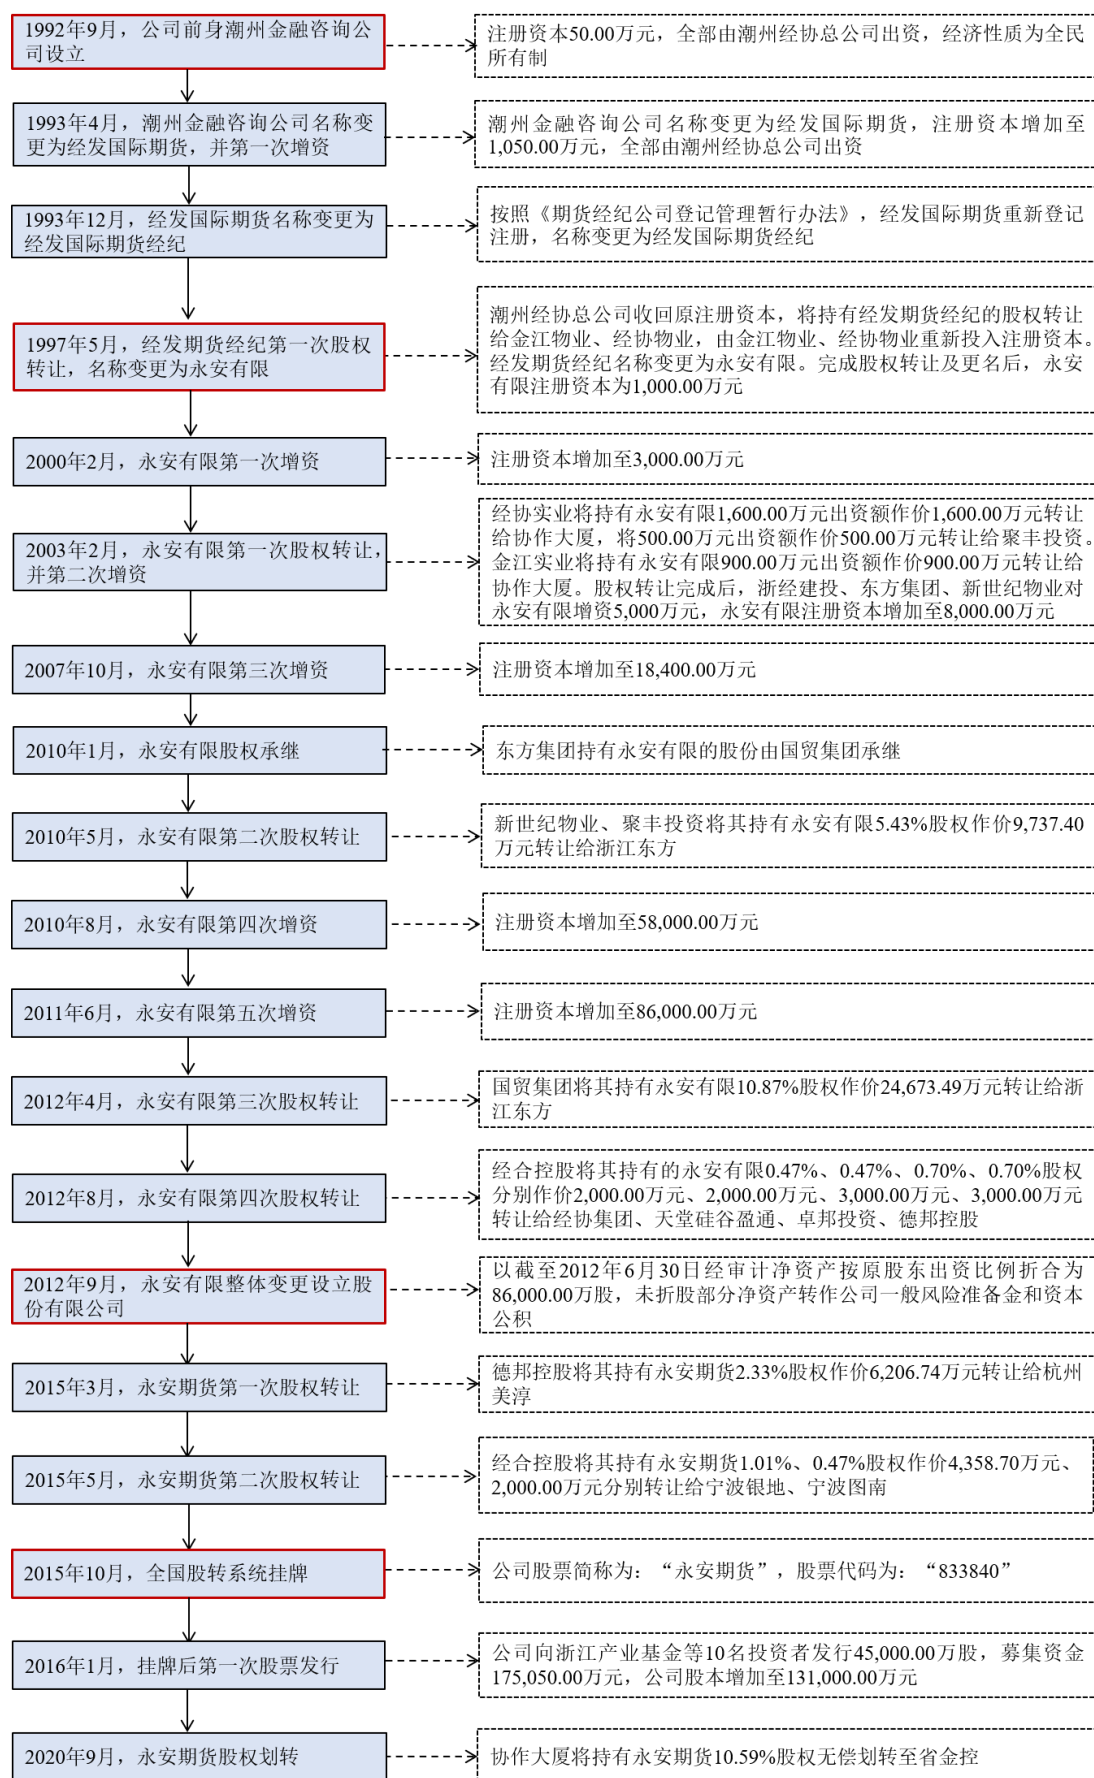 1992年9月，公司前身潮州金融咨询公
司设立
注册资本50.00万元，全部由潮州经协总公司出资，经济性质为全民
所有制
1993年4月，潮州金融咨询公司名称变
更为经发国际期货，并第一次增资
潮州金融咨询公司名称变更为经发国际期货，注册资本增加至
1,050.00万元，全部由潮州经协总公司出资
1993年12月，经发国际期货名称变更为
经发国际期货经纪
按照《期货经纪公司登记管理暂行办法》，经发国际期货重新登记
注册，名称变更为经发国际期货经纪
1997年5月，经发期货经纪第一次股权
转让，名称变更为永安有限
潮州经协总公司收回原注册资本，将持有经发期货经纪的股权转让
给金江物业、经协物业，由金江物业、经协物业重新投入注册资本。
经发期货经纪名称变更为永安有限。完成股权转让及更名后，永安
有限注册资本为1,000.00万元
2000年2月，永安有限第一次增资
注册资本增加至3,000.00万元
2003年2月，永安有限第一次股权转让，
并第二次增资
经协实业将持有永安有限1,600.00万元出资额作价1,600.00万元转让
给协作大厦，将500.00万元出资额作价500.00万元转让给聚丰投资。
金江实业将持有永安有限900.00万元出资额作价900.00万元转让给
协作大厦。股权转让完成后，浙经建投、东方集团、新世纪物业对
永安有限增资5,000万元，永安有限注册资本增加至8,000.00万元
2007年10月，永安有限第三次增资
注册资本增加至18,400.00万元
2010年1月，永安有限股权承继
东方集团持有永安有限的股份由国贸集团承继
2010年5月，永安有限第二次股权转让
新世纪物业、聚丰投资将其持有永安有限5.43%股权作价9,737.40
万元转让给浙江东方
2010年8月，永安有限第四次增资
注册资本增加至58,000.00万元
2011年6月，永安有限第五次增资
注册资本增加至86,000.00万元
2012年4月，永安有限第三次股权转让
国贸集团将其持有永安有限10.87%股权作价24,673.49万元转让给浙
江东方
2012年8月，永安有限第四次股权转让
经合控股将其持有的永安有限0.47%、0.47%、0.70%、0.70%股权
分别作价2,000.00万元、2,000.00万元、3,000.00万元、3,000.00万元
转让给经协集团、天堂硅谷盈通、卓邦投资、德邦控股
2012年9月，永安有限整体变更设立股
份有限公司
以截至2012年6月30日经审计净资产按原股东出资比例折合为
86,000.00万股，未折股部分净资产转作公司一般风险准备金和资本
公积
2015年3月，永安期货第一次股权转让
德邦控股将其持有永安期货2.33%股权作价6,206.74万元转让给杭州
美淳
2015年5月，永安期货第二次股权转让
经合控股将其持有永安期货1.01%、0.47%股权作价4,358.70万元、
2,000.00万元分别转让给宁波银地、宁波图南
2015年10月，全国股转系统挂牌
公司股票简称为：“永安期货”，股票代码为：“833840”
2016年1月，挂牌后第一次股票发行
公司向浙江产业基金等10名投资者发行45,000.00万股，募集资金
175,050.00万元，公司股本增加至131,000.00万元
2020年9月，永安期货股权划转
协作大厦将持有永安期货10.59%股权无偿划转至省金控